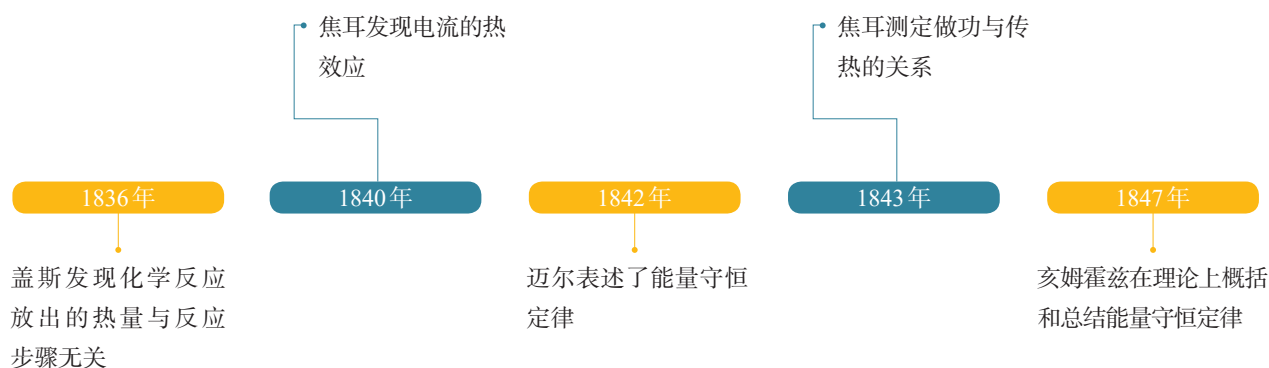 焦耳发现电流的热
效应
焦耳测定做功与传
热的关系
1836年
1840年
1842年
1843年
1847年
盖斯发现化学反应
放出的热量与反应
步骤无关
迈尔表述了能量守恒
定律
亥姆霍兹在理论上概括
和总结能量守恒定律